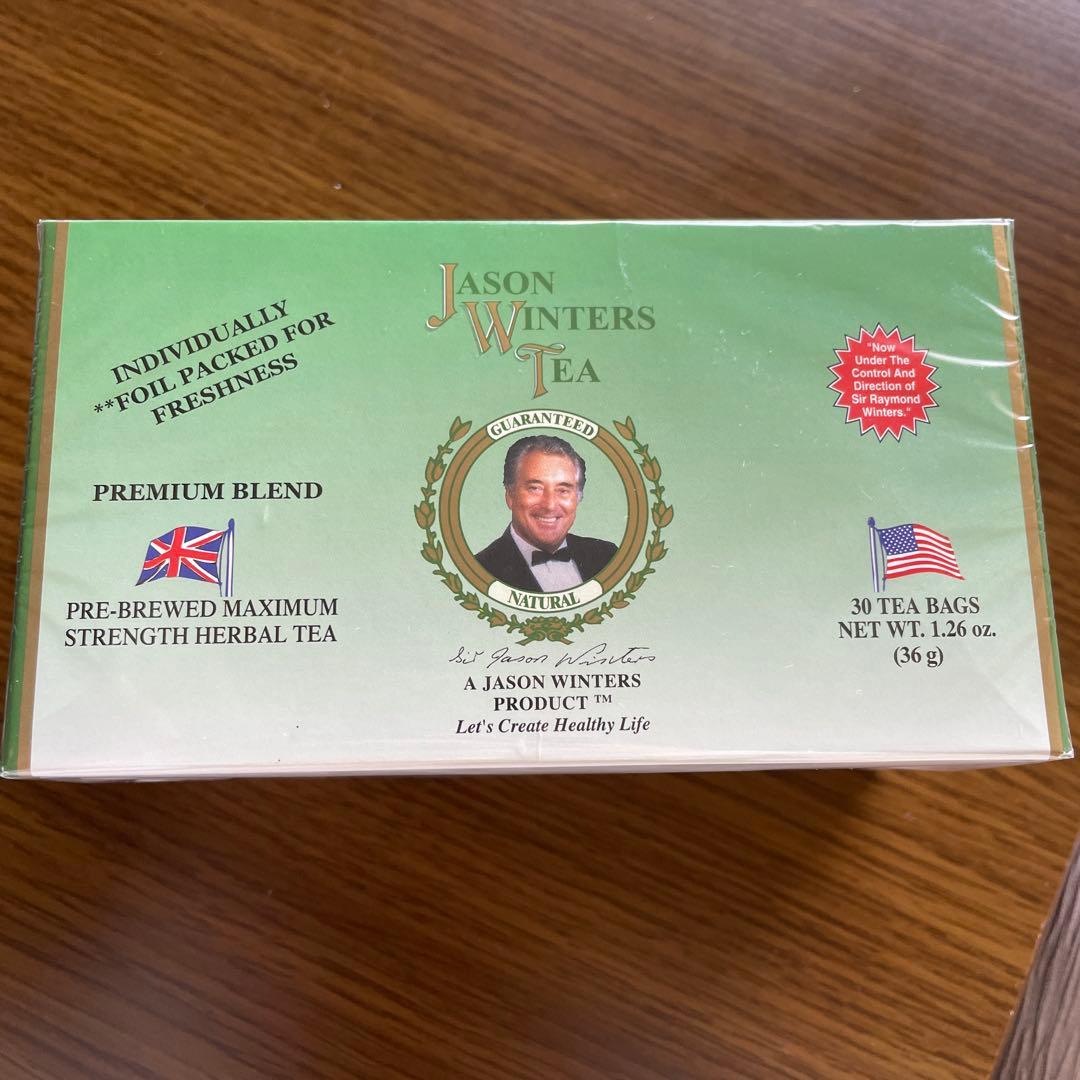 JASON
WINTERS
TEA
INDIVIDUALLY
**FOIL PACKED FOR
FRESHNESS
"Now
Under The
Control And
Direction of
Sir Raymond
Winters."
GUARANTEED
NATURAL
PREMIUM BLEND
PRE-BREWED MAXIMUM
STRENGTH HERBAL TEA
30 TEA BAGS
NET WT. 1.26 oz.
(36 g)
Sir Jason Winters
A JASON WINTERS
PRODUCT ™
Let's Create Healthy Life